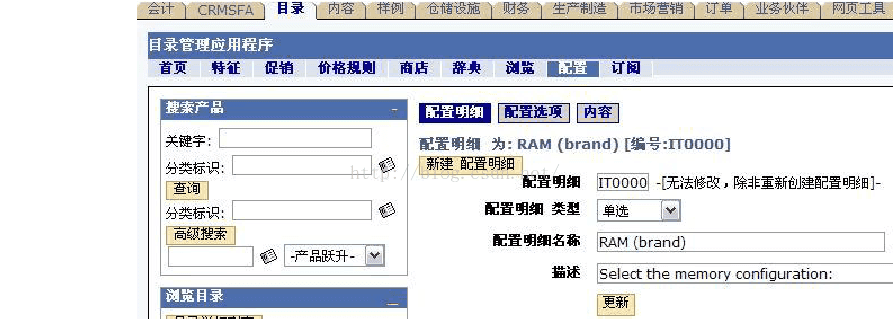 会计 CRMSFA 目录 内容 样例 仓储设施 财务 生产制造 市场营销 订单 业务伙伴 网页工具
目录管理应用程序
首页 特征 促销 价格规则 商店 辞典 浏览 配置 订阅
搜索产品
关键字:
分类标识:
查询
分类标识:
高级搜索
-产品跃升-
浏览目录
配置明细 配置选项 内容
配置明细 为: RAM (brand) [编号:IT0000]
新建 配置明细
配置明细 IT0000 -[无法修改，除非重新创建配置明细]-
配置明细 类型 单选
配置明细名称 RAM (brand)
描述 Select the memory configuration:
更新
http://blog.csdn.net/